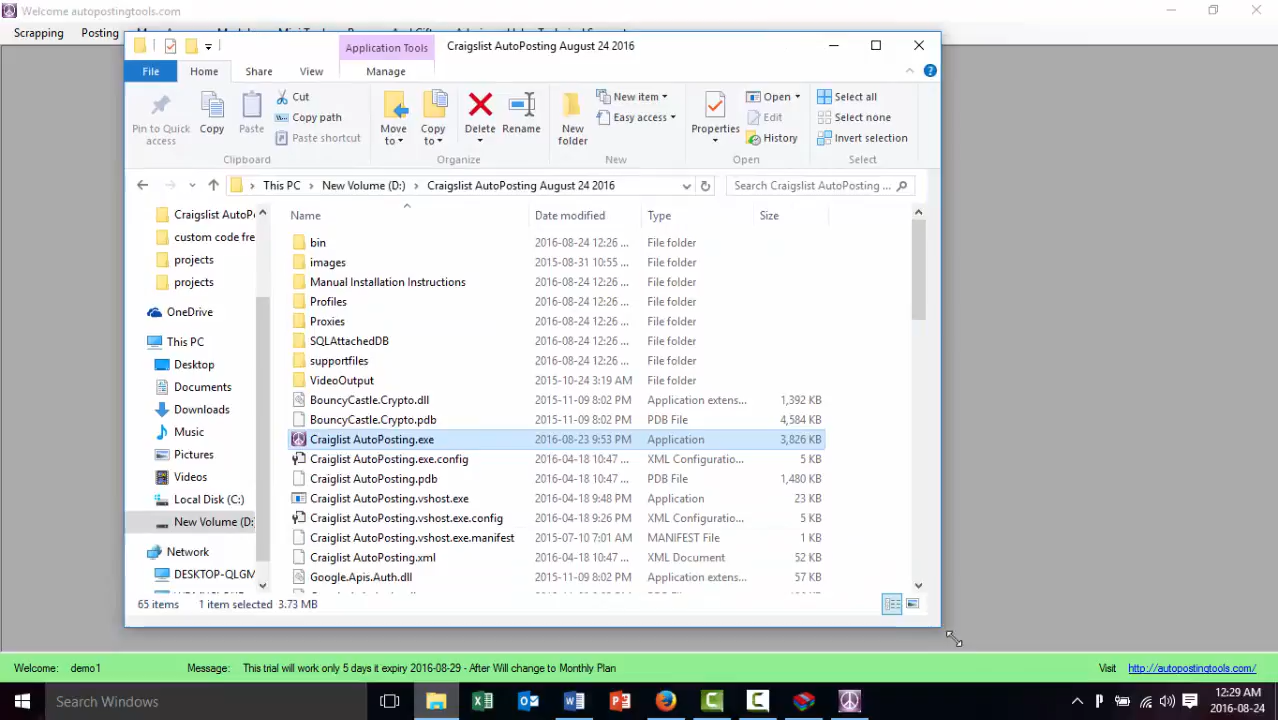 Welcome autopostingtools.com
Scrapping Posting
Application Tools Craigslist AutoPosting August 24 2016
File Home Share View Manage
Pin to Quick access
Copy
Paste
Cut
Copy path
Paste shortcut
Move to
Copy to
Delete
Rename
New folder
New item
Easy access
Properties
Open
Edit
History
Select all
Select none
Invert selection
Clipboard Organize New Open Select
This PC New Volume (D:) Craigslist AutoPosting August 24 2016 Search Craigslist AutoPosting ...
Craigslist AutoP
custom code fre
projects
projects
OneDrive
This PC
Desktop
Documents
Downloads
Music
Pictures
Videos
Local Disk (C:)
New Volume (D:
Network
DESKTOP-QLGM
Name Date modified Type Size
bin 2016-08-24 12:26 ... File folder
images 2015-08-31 10:55 ... File folder
Manual Installation Instructions 2016-08-24 12:26 ... File folder
Profiles 2016-08-24 12:26 ... File folder
Proxies 2016-08-24 12:26 ... File folder
SQLAttachedDB 2016-08-24 12:26 ... File folder
supportfiles 2016-08-24 12:26 ... File folder
VideoOutput 2015-10-24 3:19 AM File folder
BouncyCastle.Crypto.dll 2015-11-09 8:02 PM Application extens... 1,392 KB
BouncyCastle.Crypto.pdb 2015-11-09 8:02 PM PDB File 4,584 KB
Craiglist AutoPosting.exe 2016-08-23 9:53 PM Application 3,826 KB
Craiglist AutoPosting.exe.config 2016-04-18 10:47 ... XML Configuratio... 5 KB
Craiglist AutoPosting.pdb 2016-04-18 10:47 ... PDB File 1,480 KB
Craiglist AutoPosting.vshost.exe 2016-04-18 9:48 PM Application 23 KB
Craiglist AutoPosting.vshost.exe.config 2016-04-18 9:26 PM XML Configuratio... 5 KB
Craiglist AutoPosting.vshost.exe.manifest 2015-07-10 7:01 AM MANIFEST File 1 KB
Craiglist AutoPosting.xml 2016-04-18 10:47 ... XML Document 52 KB
Google.Apis.Auth.dll 2015-11-09 8:02 PM Application extens... 57 KB
65 items 1 item selected 3.73 MB
Welcome: demo1 Message: This trial will work only 5 days it expiry 2016-08-29 - After Will change to Monthly Plan Visit http://autopostingtools.com/
Search Windows 12:29 AM
2016-08-24